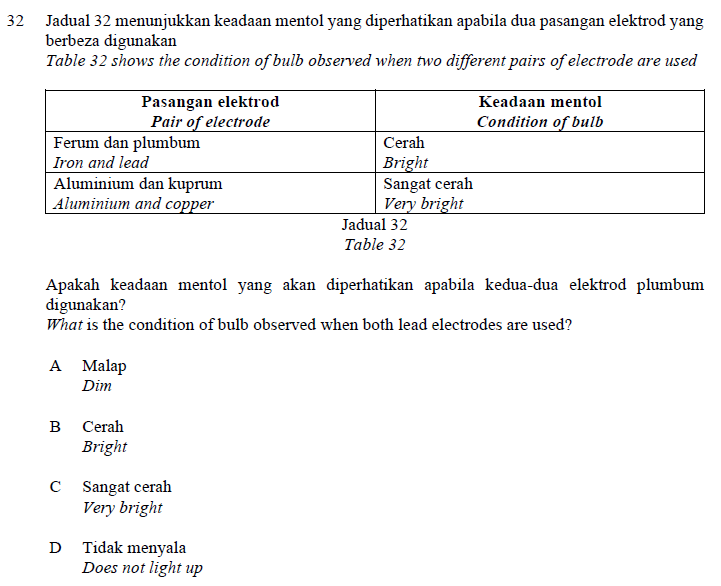 32 Jadual 32 menunjukkan keadaan mentol yang diperhatikan apabila dua pasangan elektrod yang
berbeza digunakan
Table 32 shows the condition of bulb observed when two different pairs of electrode are used
Pasangan elektrod Keadaan mentol
Pair of electrode Condition of bulb
Ferum dan plumbum Cerah
Iron and lead Bright
Aluminium dan kuprum Sangat cerah
Aluminium and copper Very bright
Jadual 32
Table 32
Apakah keadaan mentol yang akan diperhatikan apabila kedua-dua elektrod plumbum
digunakan?
What is the condition of bulb observed when both lead electrodes are used?
A Malap
Dim
B Cerah
Bright
C Sangat cerah
Very bright
D Tidak menyala
Does not light up